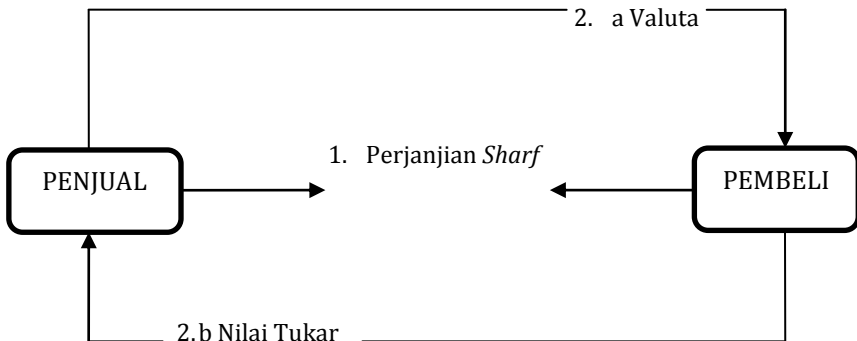 2. a Valuta
1. Perjanjian Sharf
PENJUAL
PEMBELI
2.b Nilai Tukar